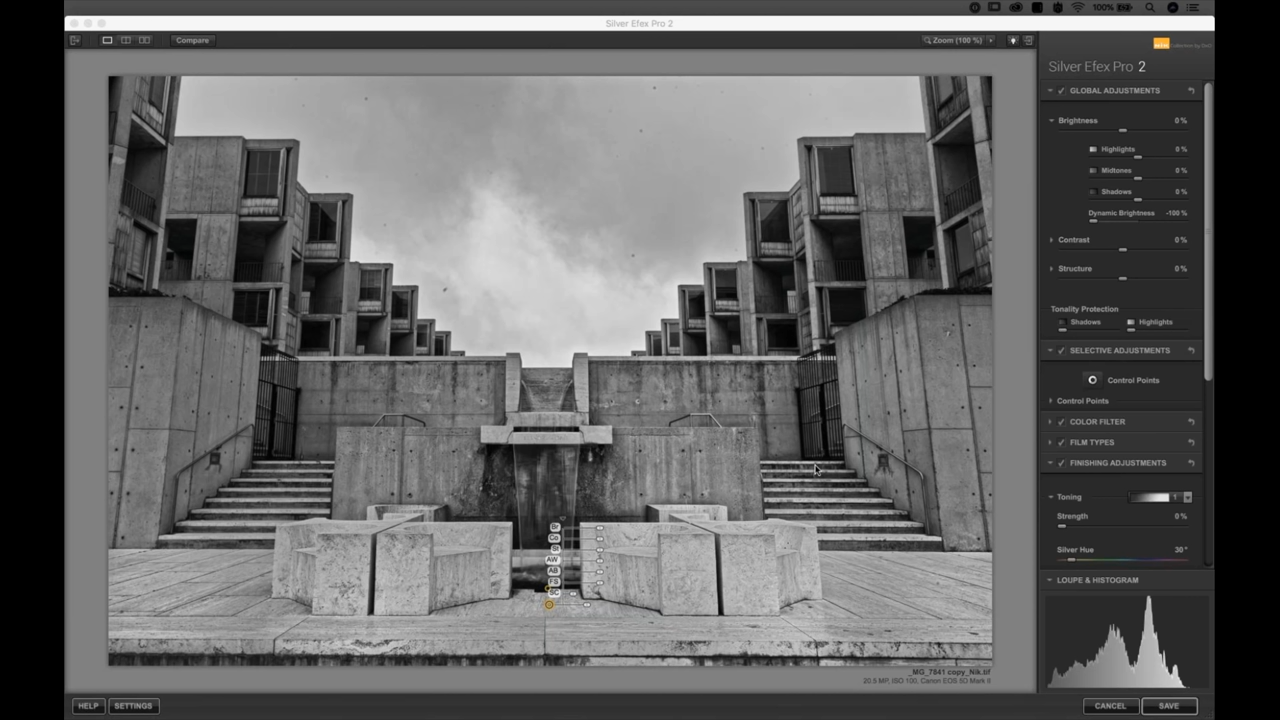 100%
Silver Efex Pro 2
Compare
Zoom (100 %)
nik Collection by DxO
Silver Efex Pro 2
GLOBAL ADJUSTMENTS
Brightness 0 %
Highlights 0 %
Midtones 0 %
Shadows 0 %
Dynamic Brightness -100 %
Contrast 0 %
Structure 0 %
Tonality Protection
Shadows Highlights
SELECTIVE ADJUSTMENTS
Control Points
Control Points
COLOR FILTER
FILM TYPES
FINISHING ADJUSTMENTS
Toning 1
Strength 0 %
Silver Hue 30°
LOUPE & HISTOGRAM
Br
Co
St
AW
AB
FS
SC
_MG_7841 copy_Nik.tif
20.5 MP, ISO 100, Canon EOS 5D Mark II
HELP SETTINGS
CANCEL SAVE